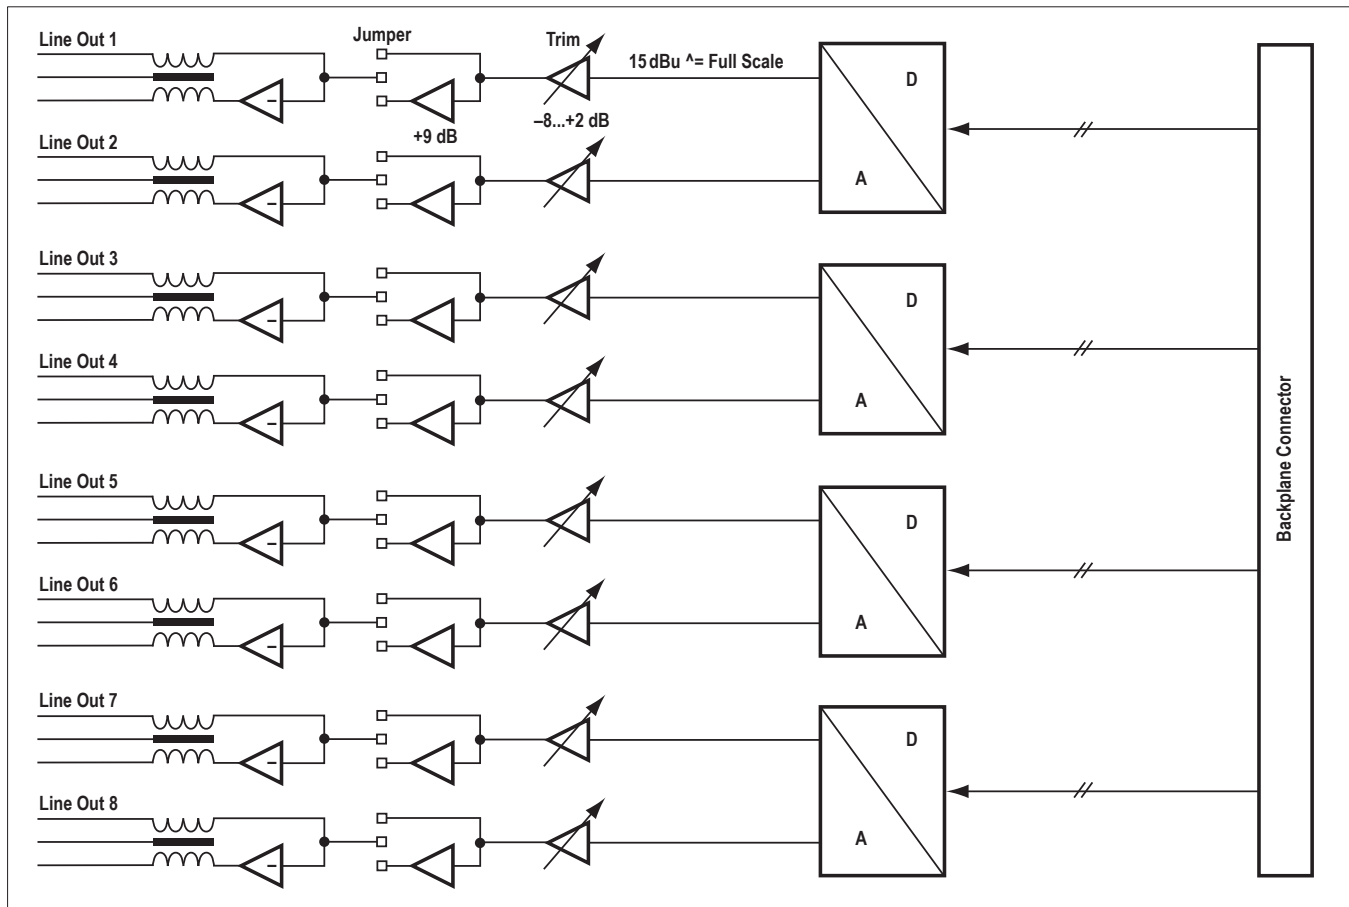 Line Out 1
Jumper
Trim
15 dBu ^= Full Scale
D
–8...+2 dB
+9 dB
Line Out 2
A
Line Out 3
D
Line Out 4
A
Backplane Connector
Line Out 5
D
Line Out 6
A
Line Out 7
D
Line Out 8
A
–
–
–
–
–
–
–
–